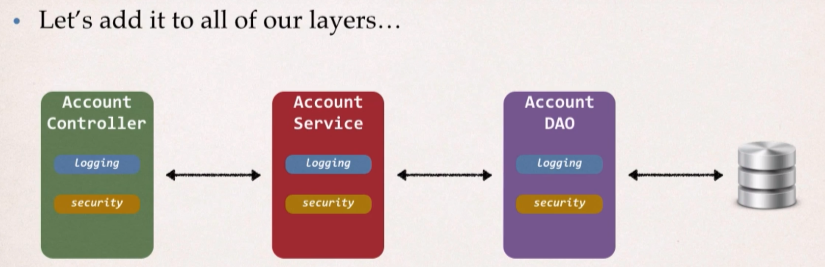 • Let’s add it to all of our layers…
Account
Controller
logging
security
Account
Service
logging
security
Account
DAO
logging
security